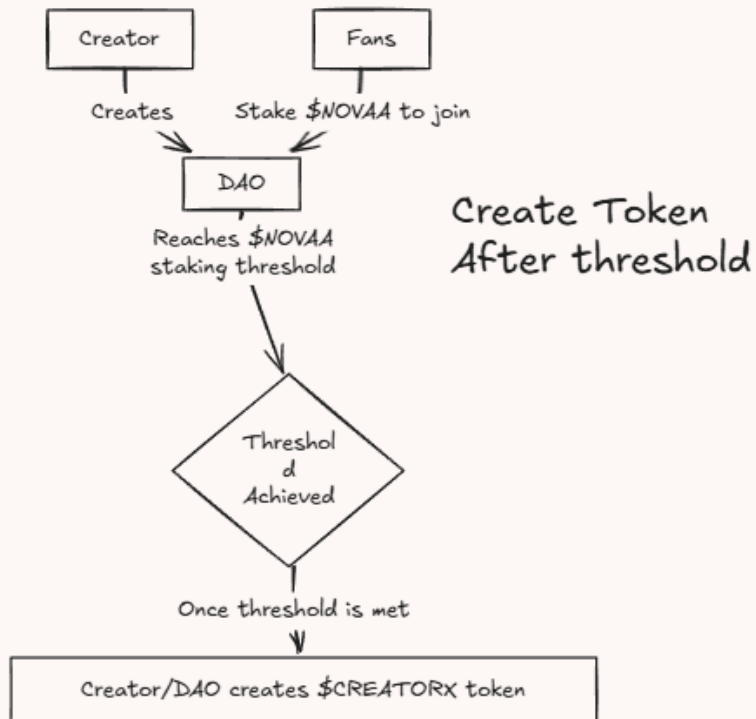 Creator
Fans
Creates
Stake $NOVAA to join
DAO
Create Token
After threshold
Reaches $NOVAA
staking threshold
Threshol
d
Achieved
Once threshold is met
Creator/DAO creates $CREATORX token